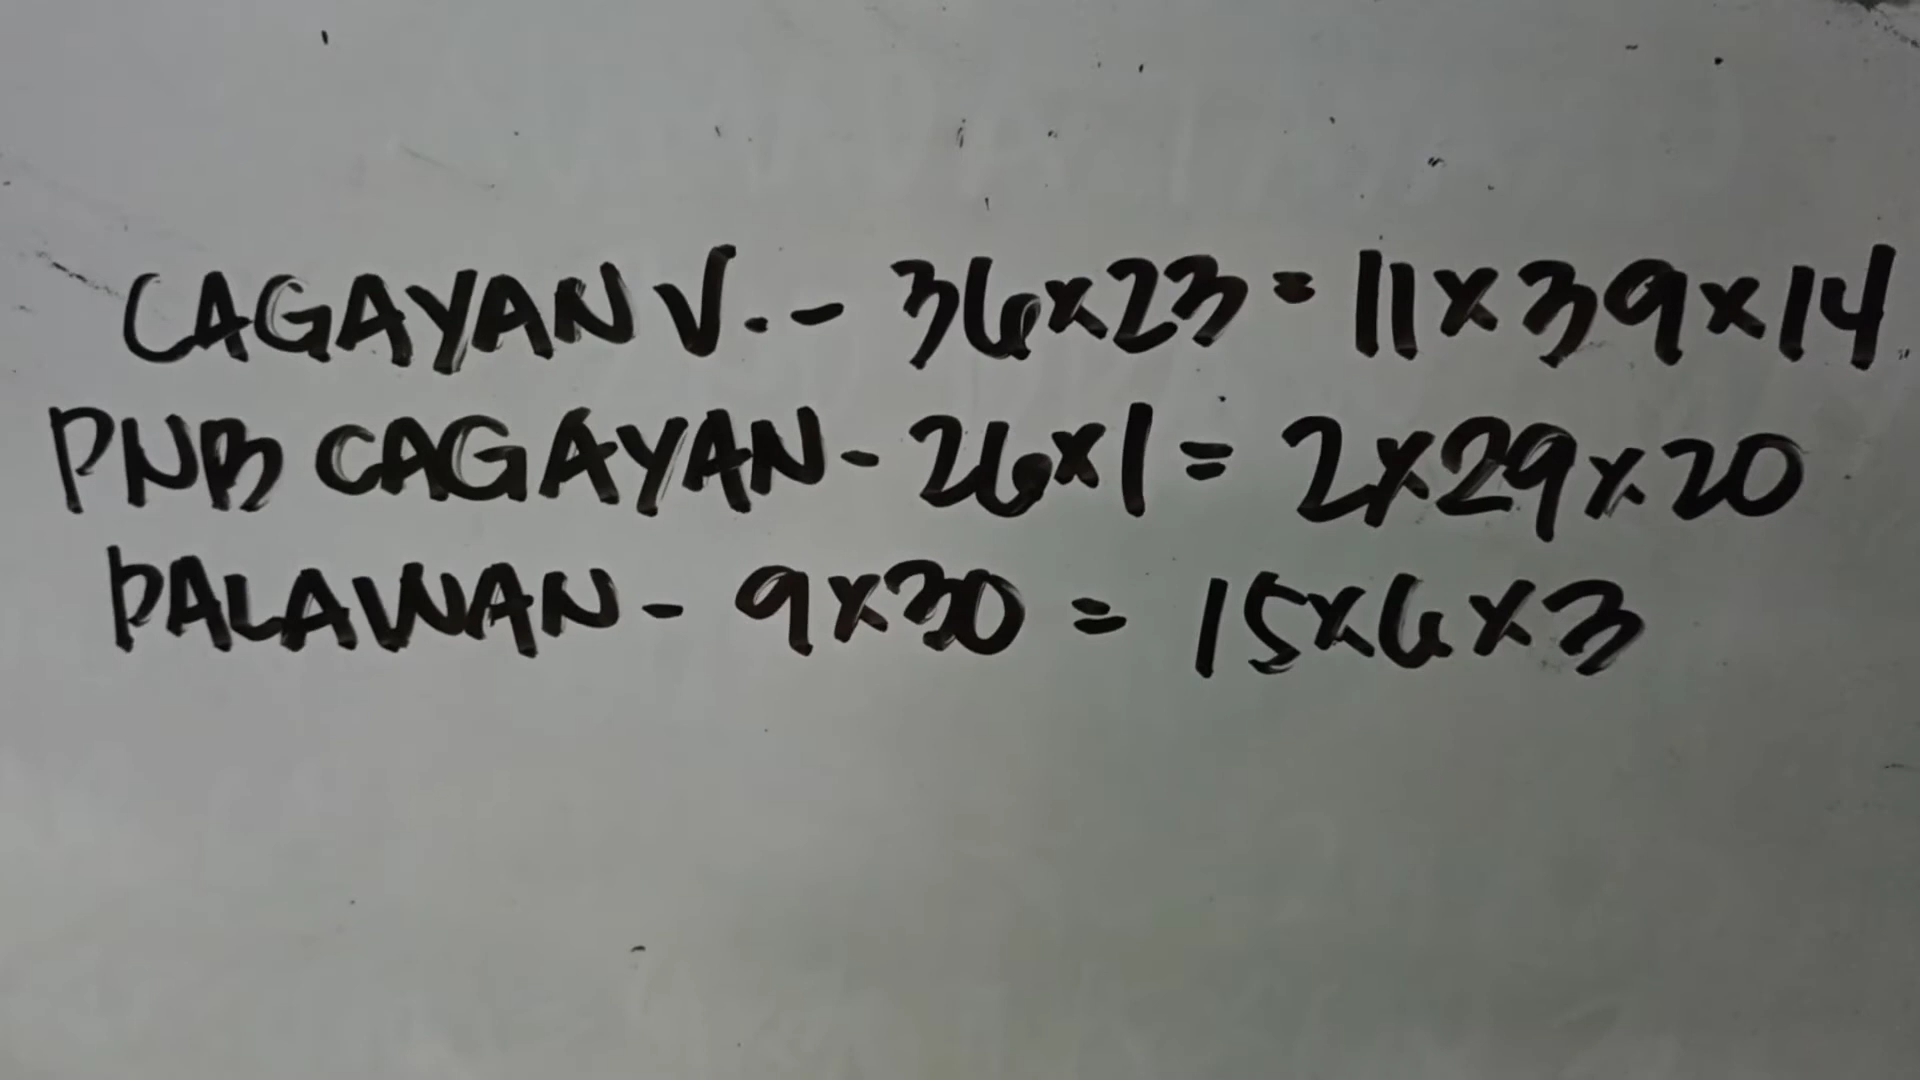 CAGAYAN V. - 36x23 = 11x39x14
PNB CAGAYAN - 26x1 = 2x29x20
PALAWAN - 9x30 = 15x6x3